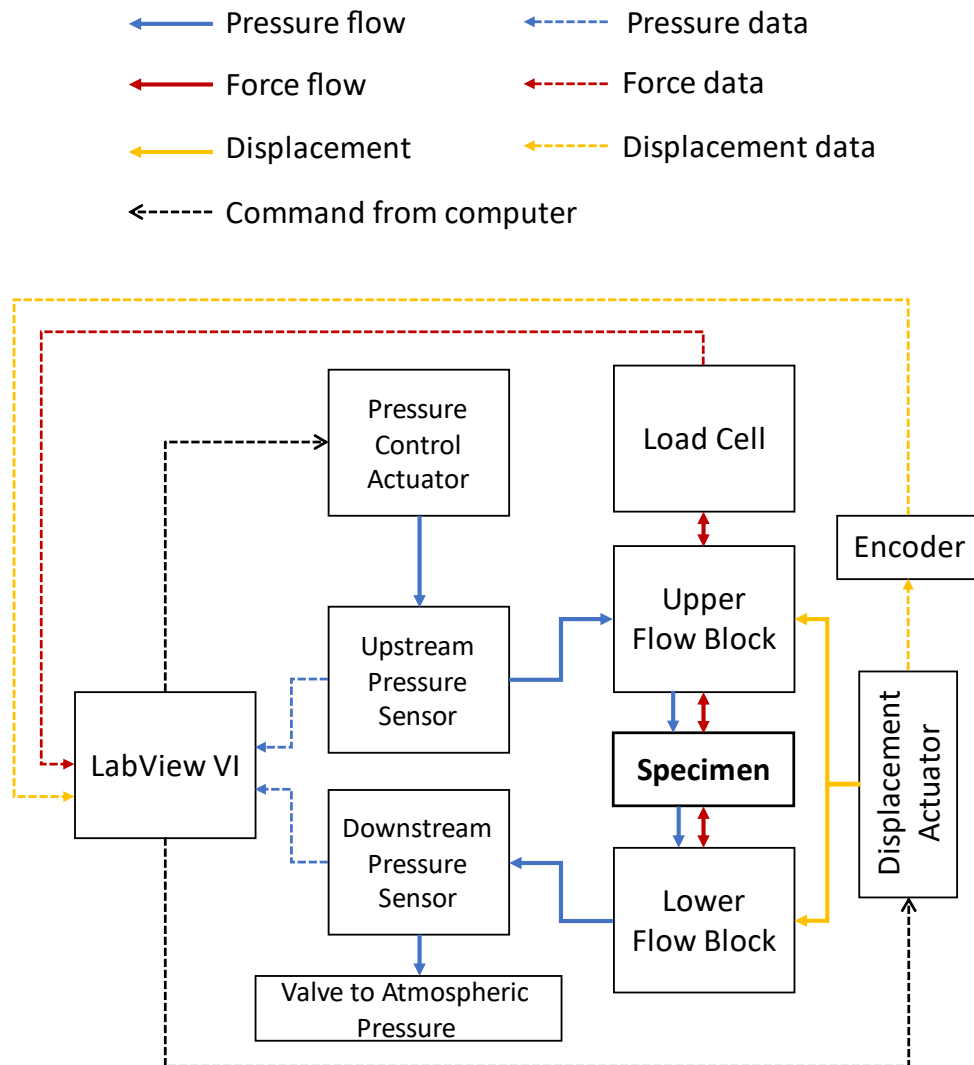 Pressure flow
Pressure data
Force flow
Force data
Displacement
Displacement data
Command from computer
Pressure
Control
Actuator
Load Cell
Encoder
Upstream
Pressure
Sensor
Upper
Flow Block
LabView VI
Specimen
Displacement
Actuator
Downstream
Pressure
Sensor
Lower
Flow Block
Valve to Atmospheric
Pressure